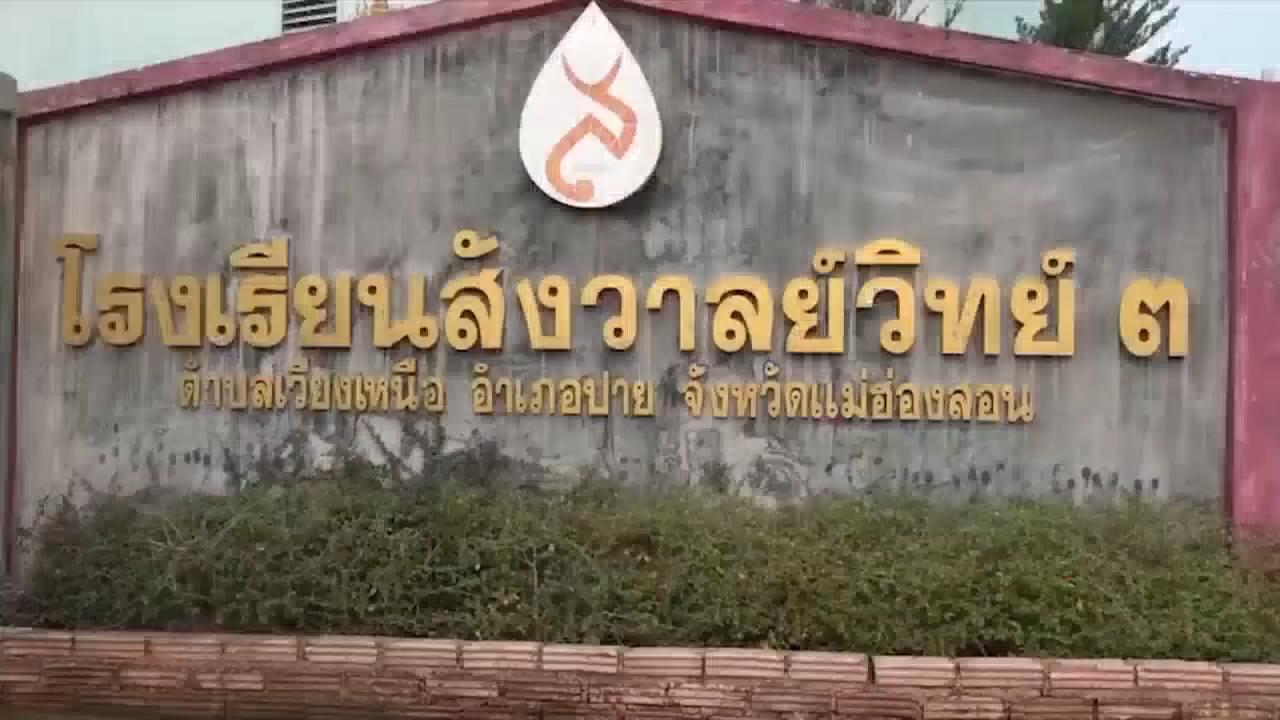 โรงเรียนสังวาลย์วิทย์ ๓
ตำบลเวียงเหนือ อำเภอปาย จังหวัดแม่ฮ่องสอน